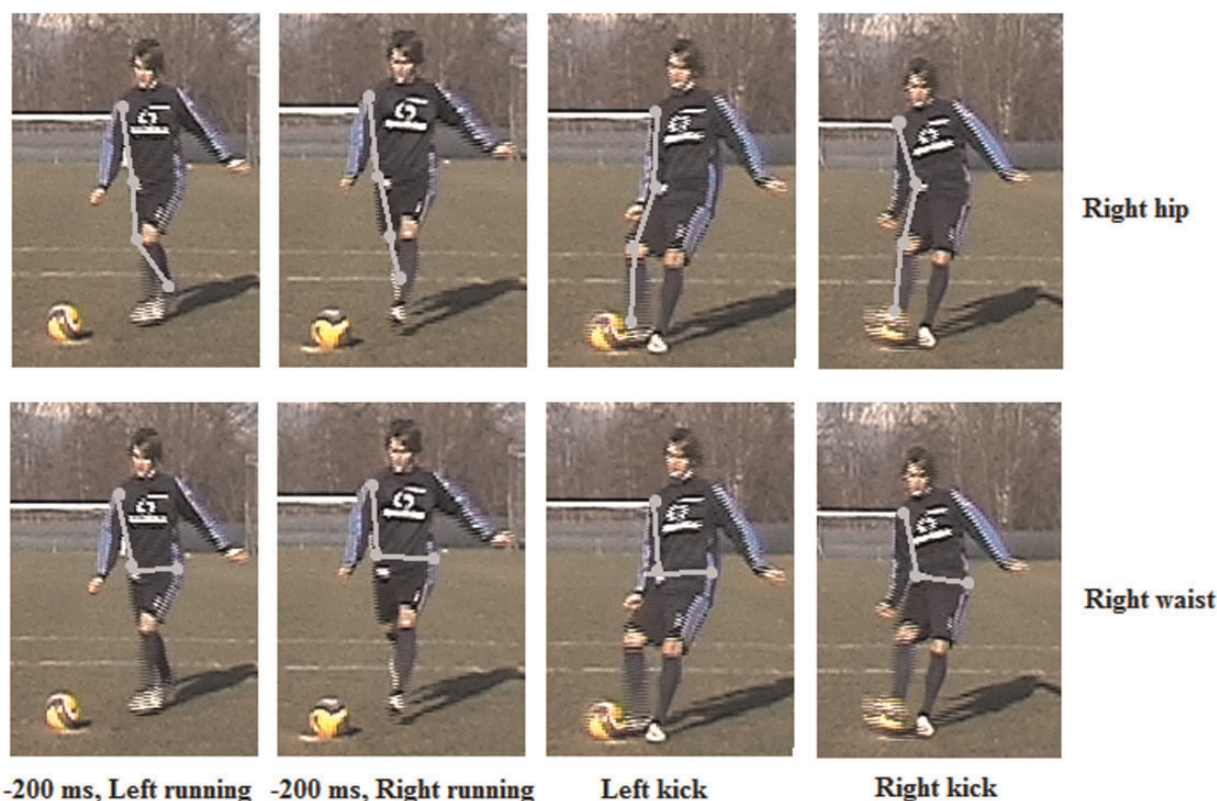 Right hip
Right waist
-200 ms, Left running
-200 ms, Right running
Left kick
Right kick